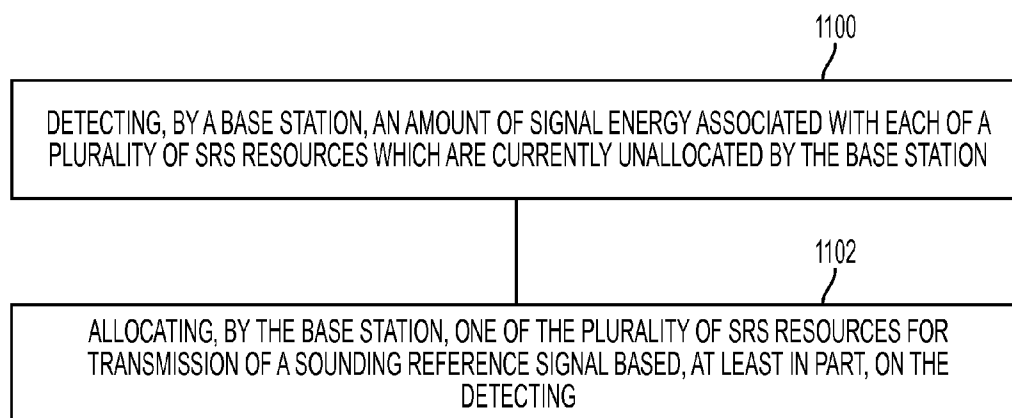 1100
DETECTING, BY A BASE STATION, AN AMOUNT OF SIGNAL ENERGY ASSOCIATED WITH EACH OF A
PLURALITY OF SRS RESOURCES WHICH ARE CURRENTLY UNALLOCATED BY THE BASE STATION
1102
ALLOCATING, BY THE BASE STATION, ONE OF THE PLURALITY OF SRS RESOURCES FOR
TRANSMISSION OF A SOUNDING REFERENCE SIGNAL BASED, AT LEAST IN PART, ON THE
DETECTING